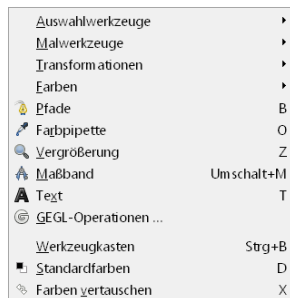 Auswahlwerkzeuge
Malwerkzeuge
Transformationen
Farben
Pfade B
Farbpipette O
Vergrößerung Z
Maßband Umschalt+M
Text T
GEGL-Operationen ...
Werkzeugkasten Strg+B
Standardfarben D
Farben vertauschen X